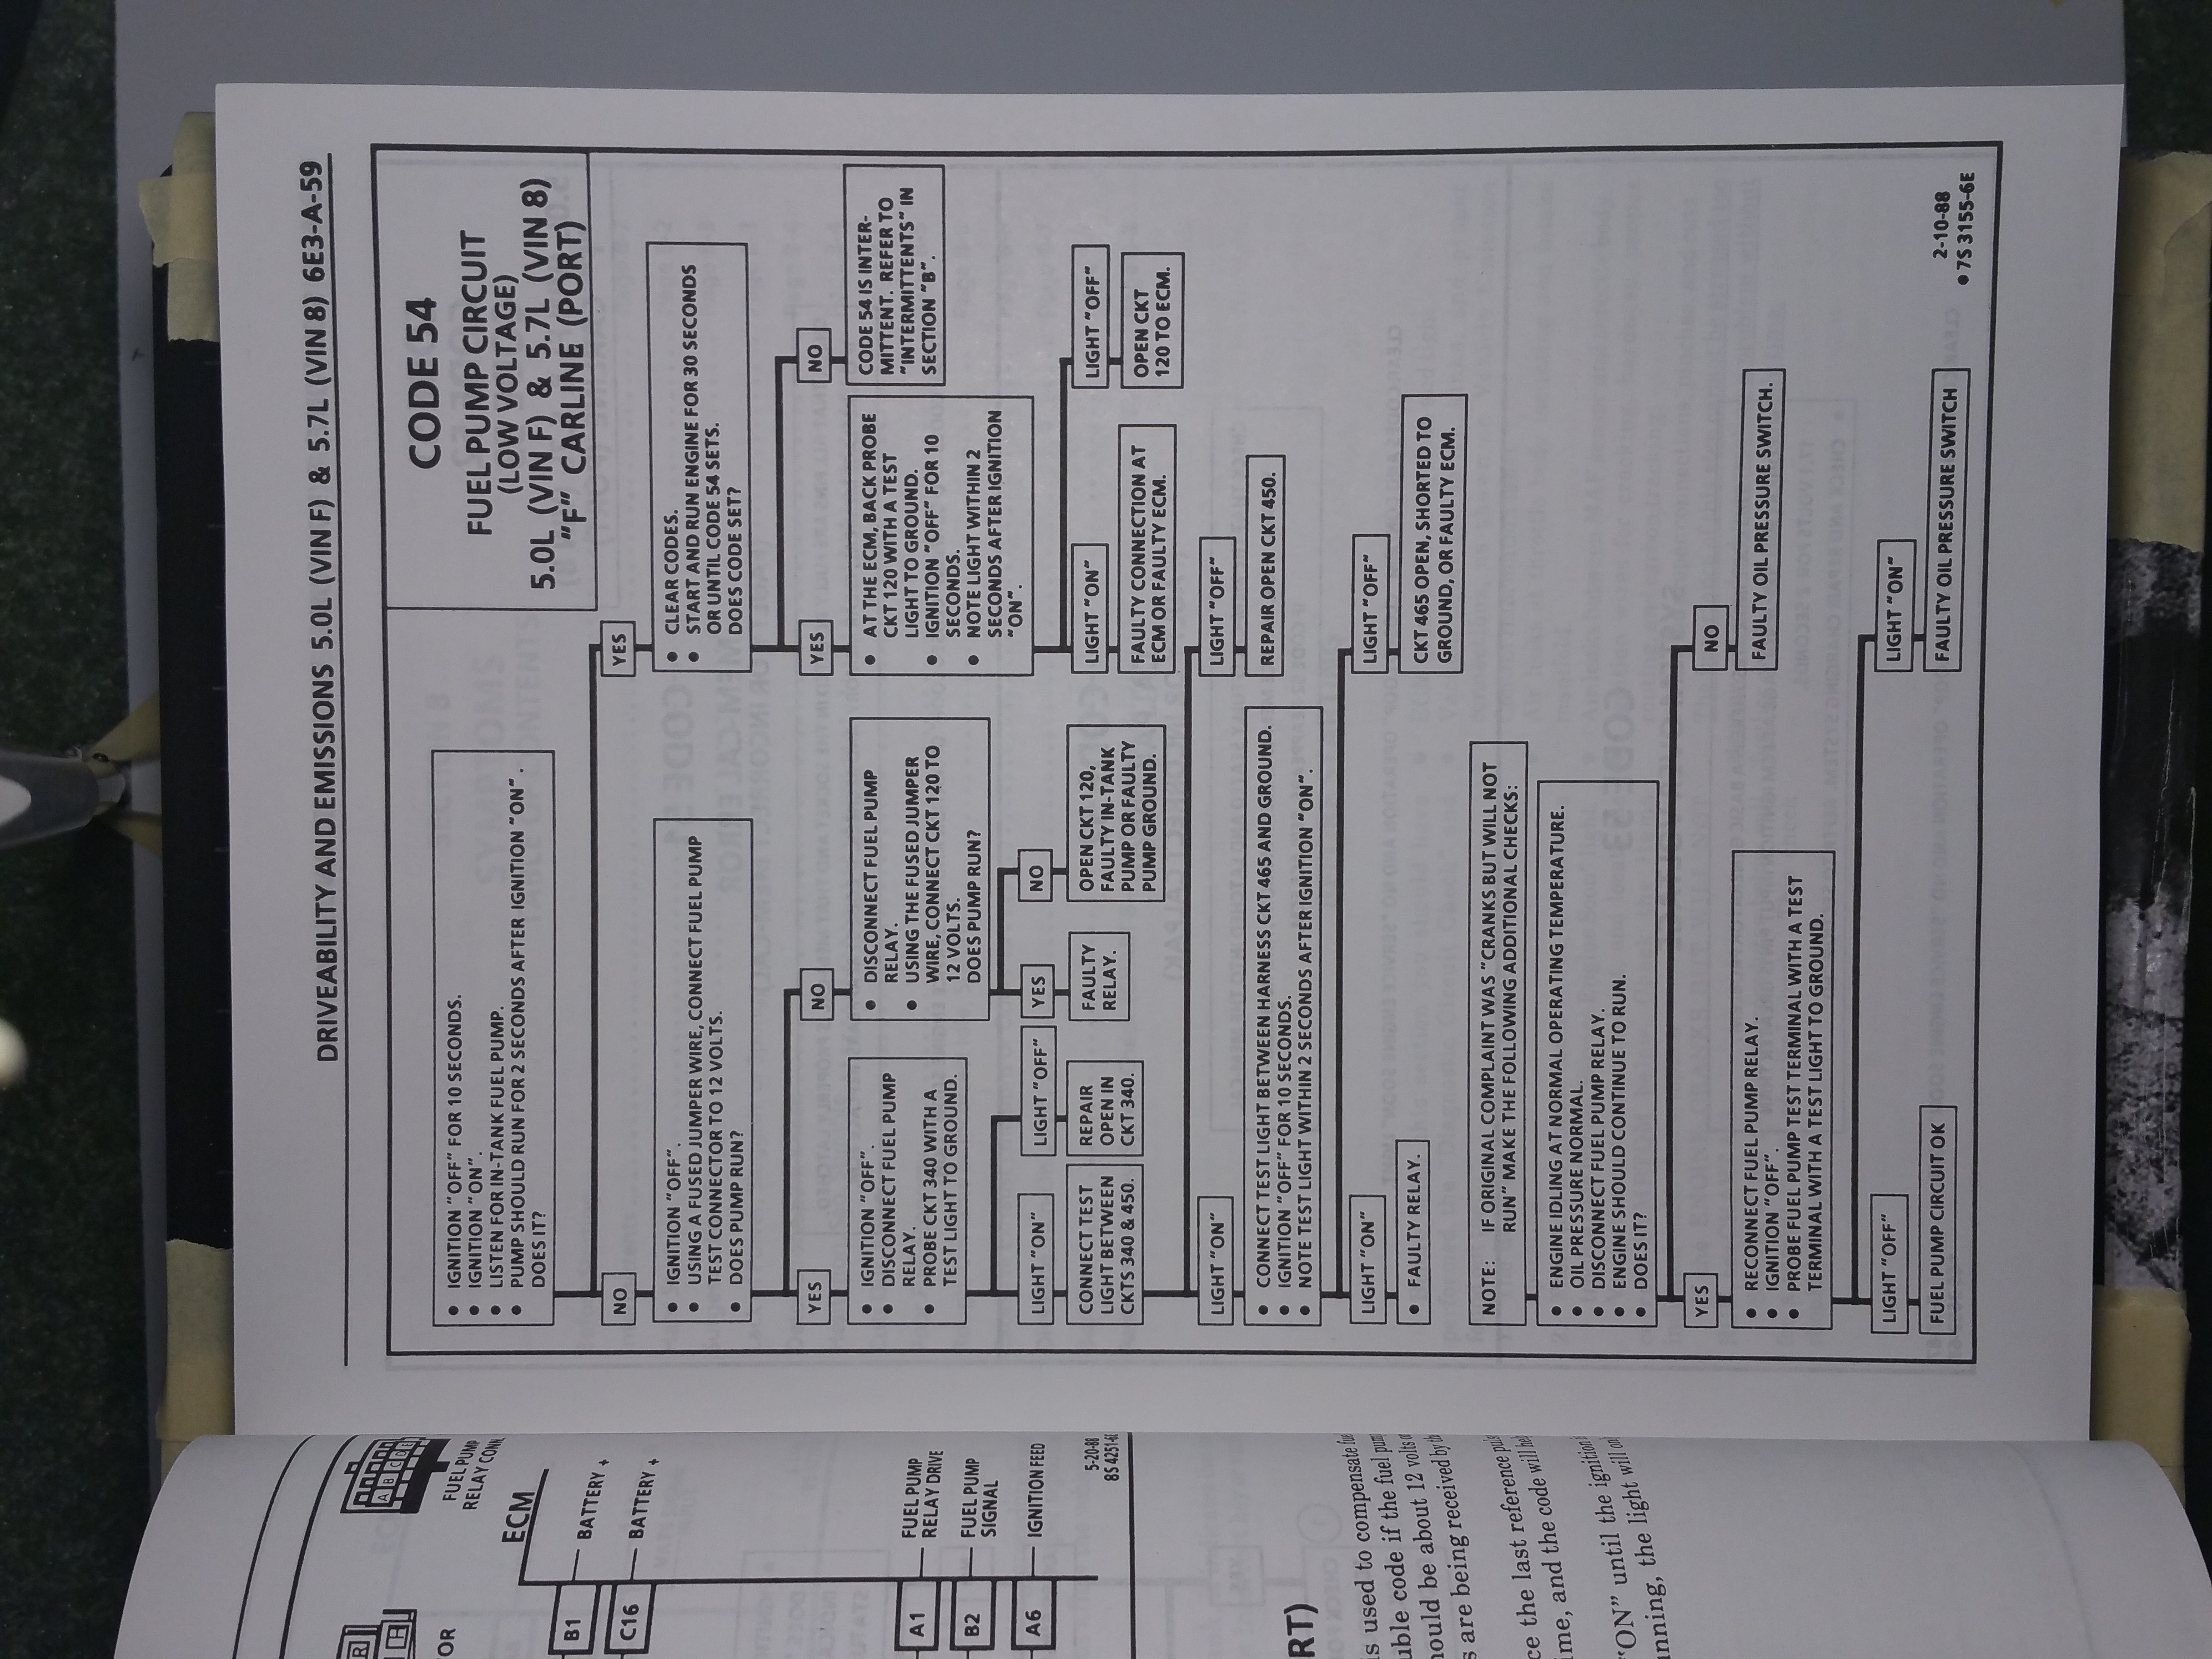 DRIVEABILITY AND EMISSIONS 5.0L (VIN F) & 5.7L (VIN 8) 6E3-A-59
CODE 54
FUEL PUMP CIRCUIT
(LOW VOLTAGE)
5.0L (VIN F) & 5.7L (VIN 8)
"F" CARLINE (PORT)
● IGNITION "OFF" FOR 10 SECONDS.
● IGNITION "ON".
● LISTEN FOR IN-TANK FUEL PUMP.
● PUMP SHOULD RUN FOR 2 SECONDS AFTER IGNITION "ON".
DOES IT?
NO
YES
● IGNITION "OFF".
● USING A FUSED JUMPER WIRE, CONNECT FUEL PUMP
TEST CONNECTOR TO 12 VOLTS.
● DOES PUMP RUN?
● CLEAR CODES.
● START AND RUN ENGINE FOR 30 SECONDS
OR UNTIL CODE 54 SETS.
DOES CODE SET?
YES
NO
YES
NO
● IGNITION "OFF".
● DISCONNECT FUEL PUMP
RELAY.
● PROBE CKT 340 WITH A
TEST LIGHT TO GROUND.
● DISCONNECT FUEL PUMP
RELAY.
● USING THE FUSED JUMPER
WIRE, CONNECT CKT 120 TO
12 VOLTS.
DOES PUMP RUN?
● AT THE ECM, BACK PROBE
CKT 120 WITH A TEST
LIGHT TO GROUND.
● IGNITION "OFF" FOR 10
SECONDS.
● NOTE LIGHT WITHIN 2
SECONDS AFTER IGNITION
"ON".
CODE 54 IS INTER-
MITTENT. REFER TO
"INTERMITTENTS" IN
SECTION "B".
LIGHT "ON"
LIGHT "OFF"
YES
NO
LIGHT "ON"
LIGHT "OFF"
CONNECT TEST
LIGHT BETWEEN
CKTS 340 & 450.
REPAIR
OPEN IN
CKT 340.
FAULTY
RELAY.
OPEN CKT 120,
FAULTY IN-TANK
PUMP OR FAULTY
PUMP GROUND.
FAULTY CONNECTION AT
ECM OR FAULTY ECM.
OPEN CKT
120 TO ECM.
LIGHT "ON"
LIGHT "OFF"
● CONNECT TEST LIGHT BETWEEN HARNESS CKT 465 AND GROUND.
● IGNITION "OFF" FOR 10 SECONDS.
● NOTE TEST LIGHT WITHIN 2 SECONDS AFTER IGNITION "ON".
REPAIR OPEN CKT 450.
LIGHT "ON"
LIGHT "OFF"
● FAULTY RELAY.
CKT 465 OPEN, SHORTED TO
GROUND, OR FAULTY ECM.
NOTE: IF ORIGINAL COMPLAINT WAS "CRANKS BUT WILL NOT
RUN" MAKE THE FOLLOWING ADDITIONAL CHECKS:
● ENGINE IDLING AT NORMAL OPERATING TEMPERATURE.
● OIL PRESSURE NORMAL.
● DISCONNECT FUEL PUMP RELAY.
● ENGINE SHOULD CONTINUE TO RUN.
● DOES IT?
YES
NO
● RECONNECT FUEL PUMP RELAY.
● IGNITION "OFF".
● PROBE FUEL PUMP TEST TERMINAL WITH A TEST
TERMINAL WITH A TEST LIGHT TO GROUND.
FAULTY OIL PRESSURE SWITCH.
LIGHT "OFF"
LIGHT "ON"
FUEL PUMP CIRCUIT OK
FAULTY OIL PRESSURE SWITCH
2-10-88
● 7S 3155-6E
A B C D E
FUEL PUMP
RELAY CONN
ECM
B1
BATTERY +
C16
BATTERY +
A1
FUEL PUMP
RELAY DRIVE
B2
FUEL PUMP
SIGNAL
A6
IGNITION FEED
5-20-88
8S 4251-6E
OR
RT)
is used to compensate
uble code if the fuel
hould be about 12 volts
s are being received by
ce the last reference
ime, and the code will
"ON" until the ignition
unning, the light will